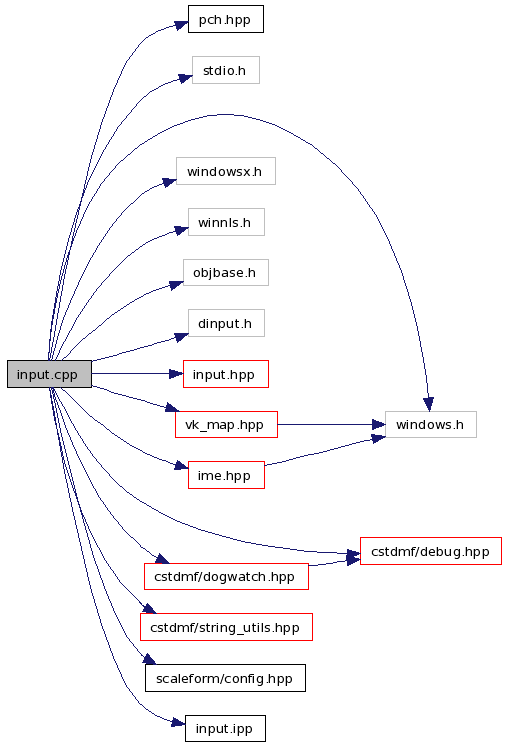 pch.hpp
stdio.h
windowsx.h
winnls.h
objbase.h
dinput.h
input.cpp
input.hpp
vk_map.hpp
windows.h
ime.hpp
cstdmf/debug.hpp
cstdmf/dogwatch.hpp
cstdmf/string_utils.hpp
scaleform/config.hpp
input.ipp